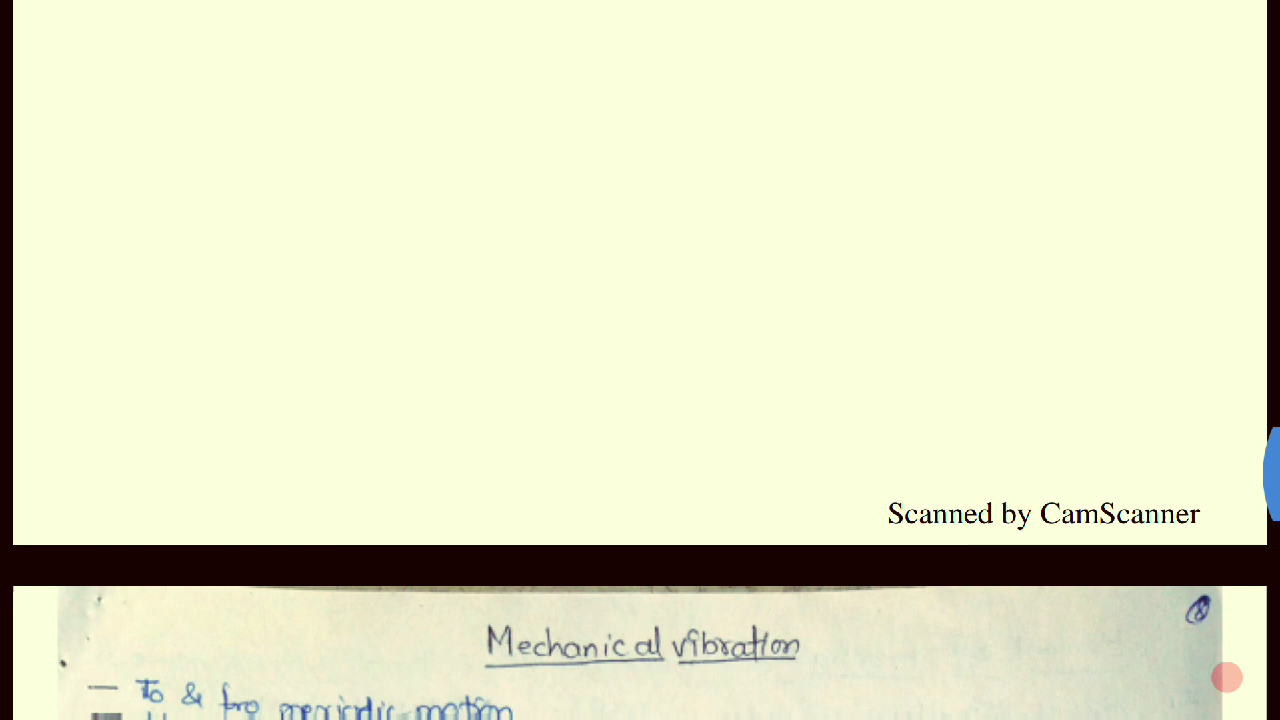 Scanned by CamScanner
Mechanical vibration
— To & fro periodic motion